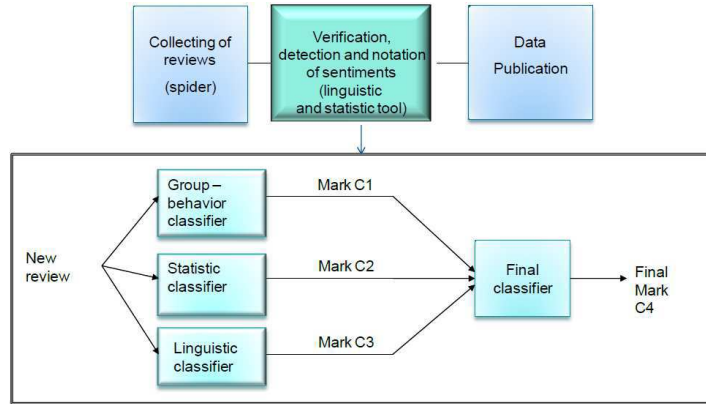 Collecting of
reviews
(spider)
Verification,
detection and notation
of sentiments
(linguistic
and statistic tool)
Data
Publication
New
review
Group –
behavior
classifier
Statistic
classifier
Linguistic
classifier
Mark C1
Mark C2
Mark C3
Final
classifier
Final
Mark
C4